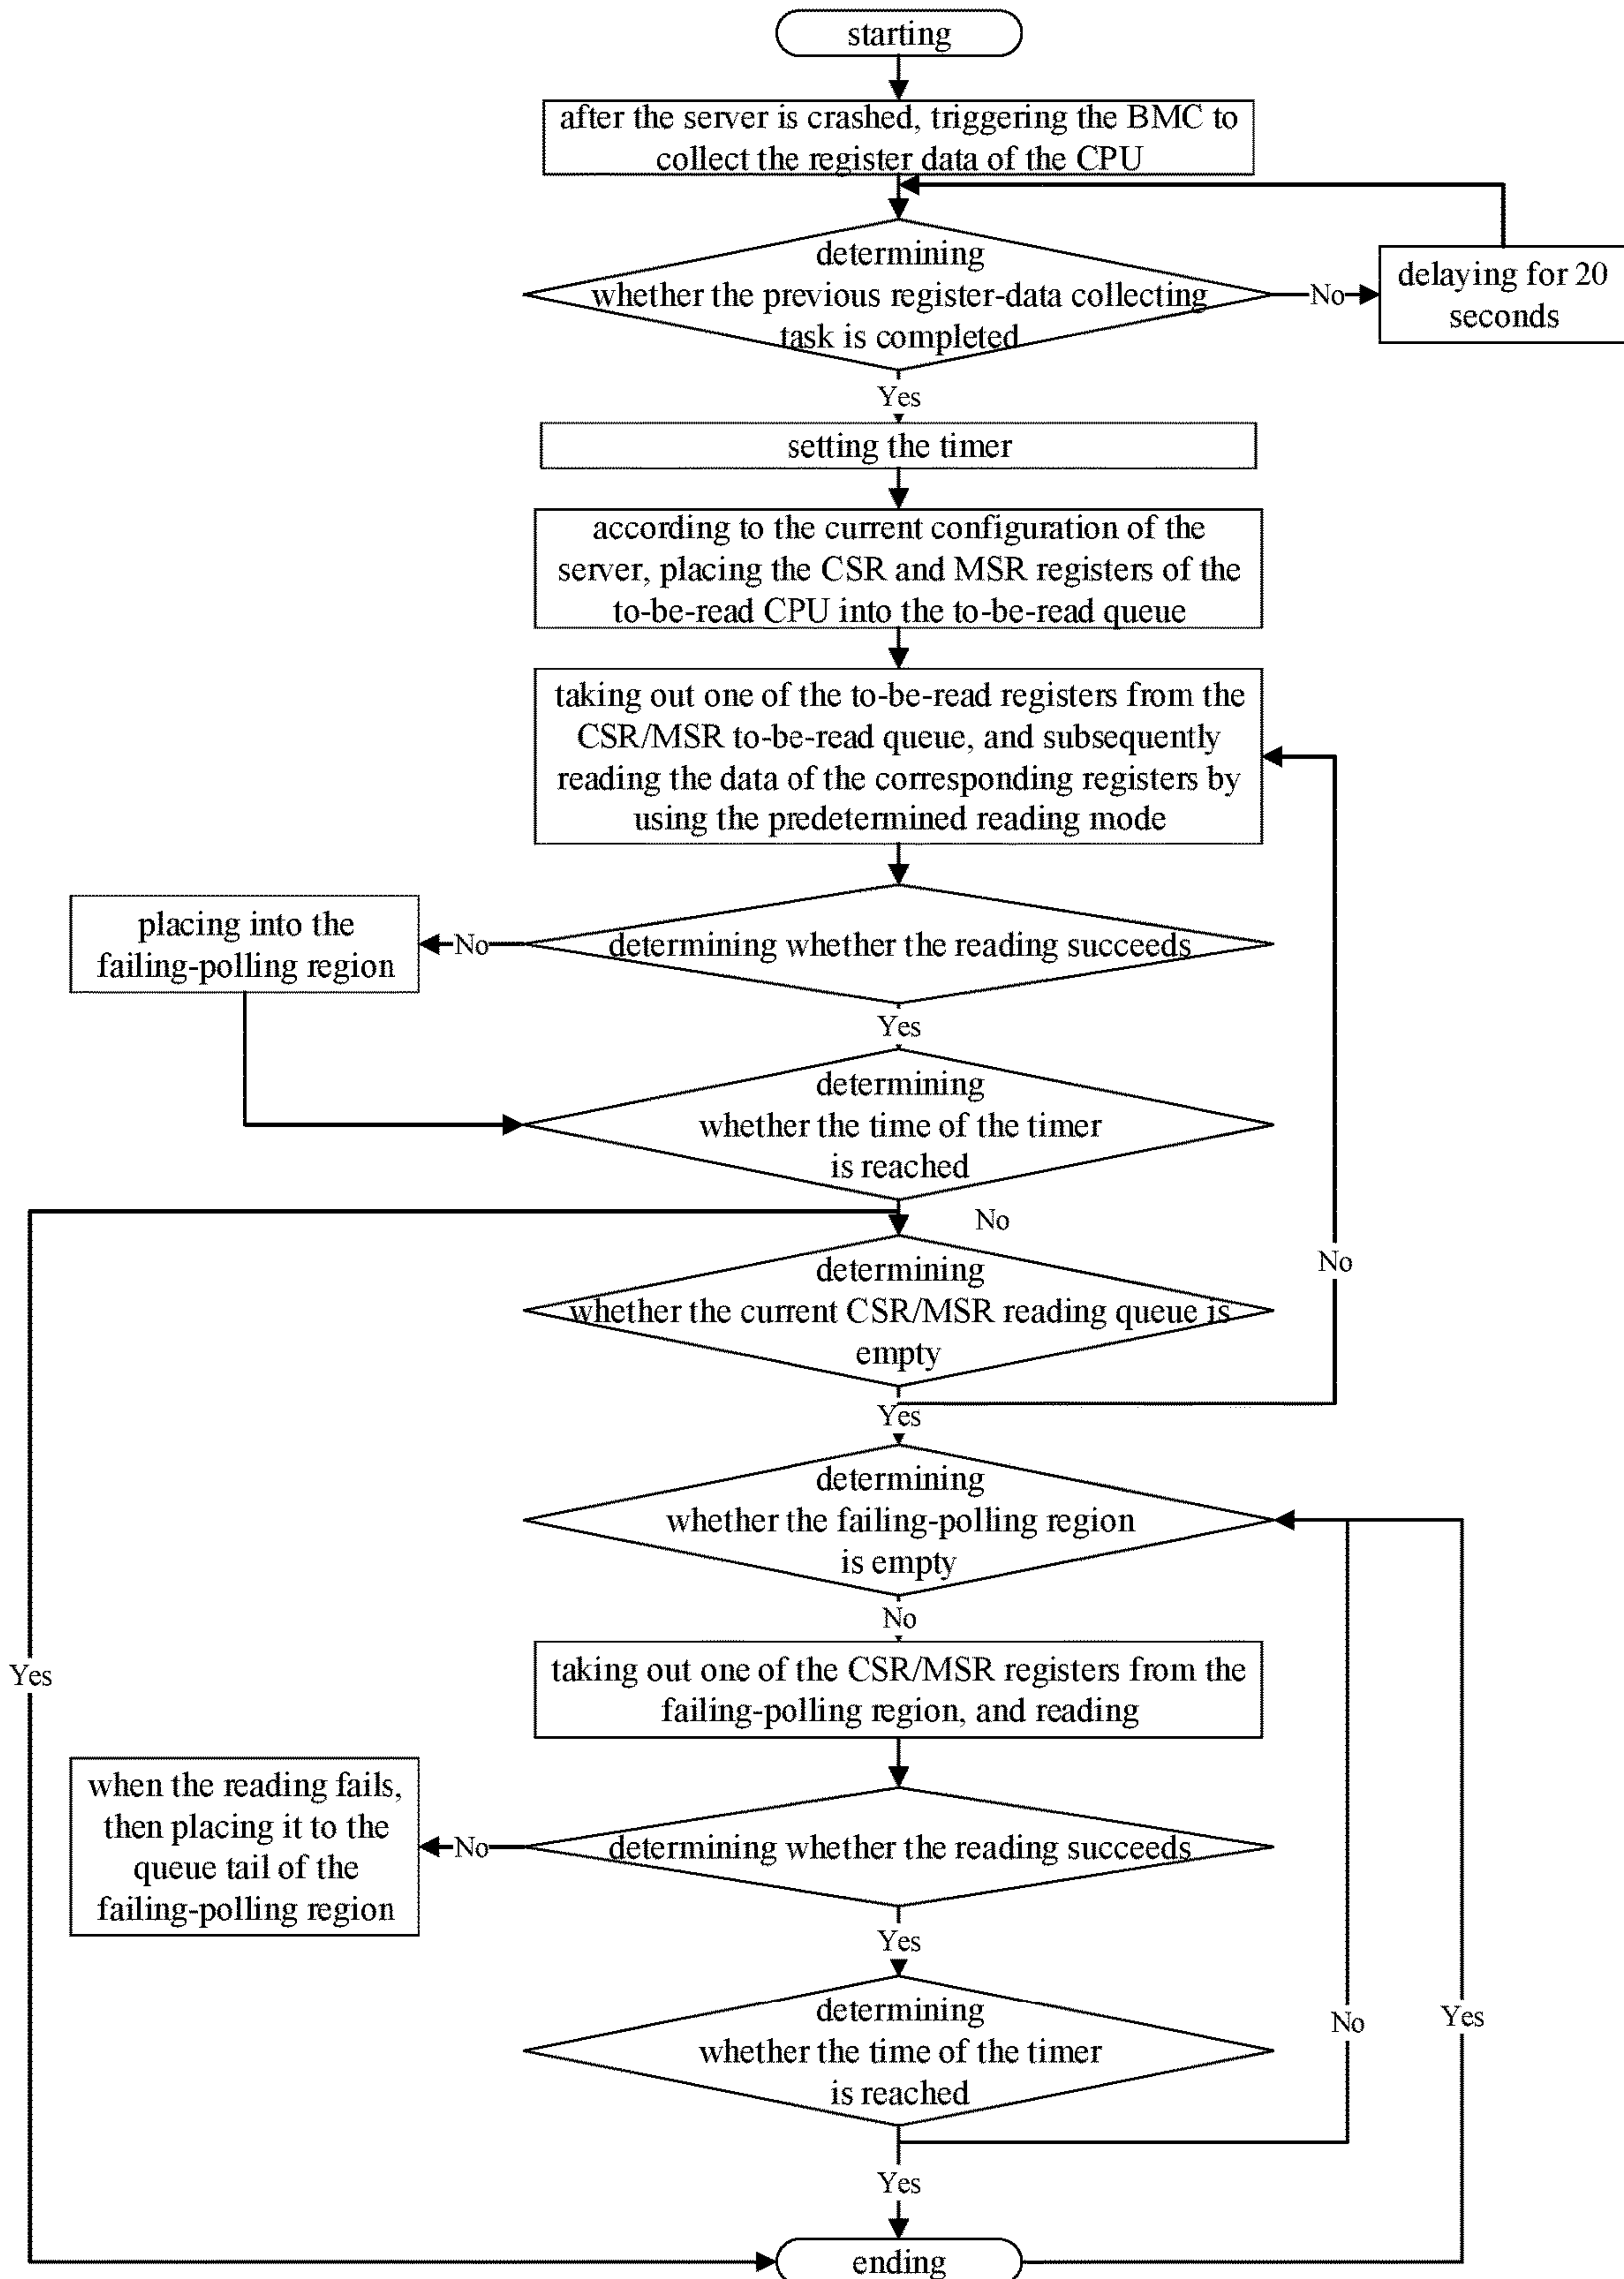 starting
after the server is crashed, triggering the BMC to
collect the register data of the CPU
determining
whether the previous register-data collecting
task is completed
No
delaying for 20
seconds
Yes
setting the timer
according to the current configuration of the
server, placing the CSR and MSR registers of the
to-be-read CPU into the to-be-read queue
taking out one of the to-be-read registers from the
CSR/MSR to-be-read queue, and subsequently
reading the data of the corresponding registers by
using the predetermined reading mode
placing into the
failing-polling region
No
determining whether the reading succeeds
Yes
determining
whether the time of the timer
is reached
No
No
determining
whether the current CSR/MSR reading queue is
empty
Yes
determining
whether the failing-polling region
is empty
No
Yes
taking out one of the CSR/MSR registers from the
failing-polling region, and reading
when the reading fails,
then placing it to the
queue tail of the
failing-polling region
No
determining whether the reading succeeds
Yes
determining
whether the time of the timer
is reached
No
Yes
Yes
ending